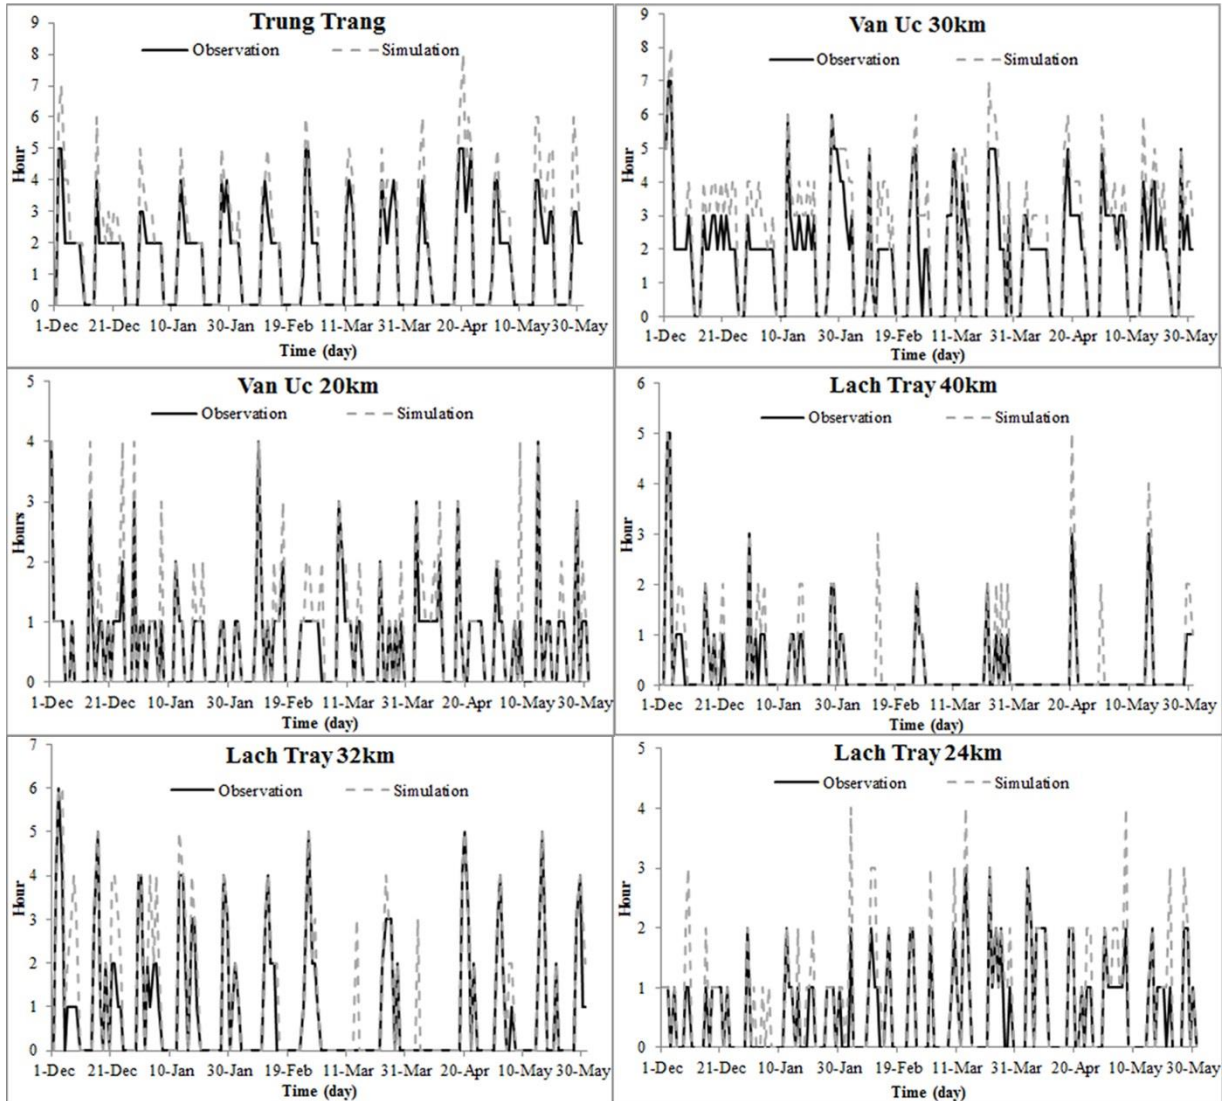 Trung Trang
Observation Simulation
Hour
9
8
7
6
5
4
3
2
1
0
1-Dec 21-Dec 10-Jan 30-Jan 19-Feb 11-Mar 31-Mar 20-Apr 10-May 30-May
Time (day)
Van Uc 30km
Observation Simulation
Hour
9
8
7
6
5
4
3
2
1
0
1-Dec 21-Dec 10-Jan 30-Jan 19-Feb 11-Mar 31-Mar 20-Apr 10-May 30-May
Time (day)
Van Uc 20km
Observation Simulation
Hours
5
4
3
2
1
0
1-Dec 21-Dec 10-Jan 30-Jan 19-Feb 11-Mar 31-Mar 20-Apr 10-May 30-May
Time (day)
Lach Tray 40km
Observation Simulation
Hour
6
5
4
3
2
1
0
1-Dec 21-Dec 10-Jan 30-Jan 19-Feb 11-Mar 31-Mar 20-Apr 10-May 30-May
Time (day)
Lach Tray 32km
Observation Simulation
Hour
7
6
5
4
3
2
1
0
1-Dec 21-Dec 10-Jan 30-Jan 19-Feb 11-Mar 31-Mar 20-Apr 10-May 30-May
Time (day)
Lach Tray 24km
Observation Simulation
Hour
5
4
3
2
1
0
1-Dec 21-Dec 10-Jan 30-Jan 19-Feb 11-Mar 31-Mar 20-Apr 10-May 30-May
Time (day)